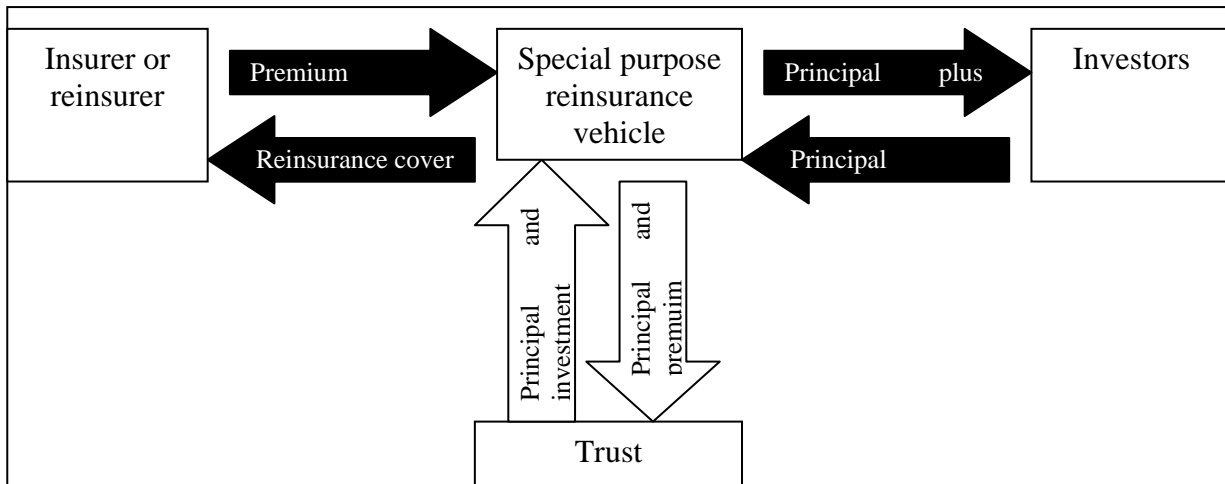 Insurer or
reinsurer
Premium
Reinsurance cover
Special purpose
reinsurance
vehicle
Principal plus
Principal
Investors
Principal and
investment
Principal and
premuim
Trust